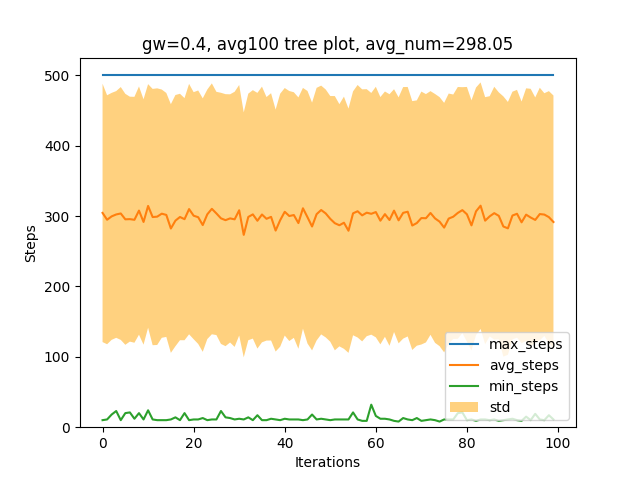 gw=0.4, avg100 tree plot, avg_num=298.05
500
400
300
200
100
0
Steps
0
20
40
60
80
100
Iterations
max_steps
avg_steps
min_steps
std